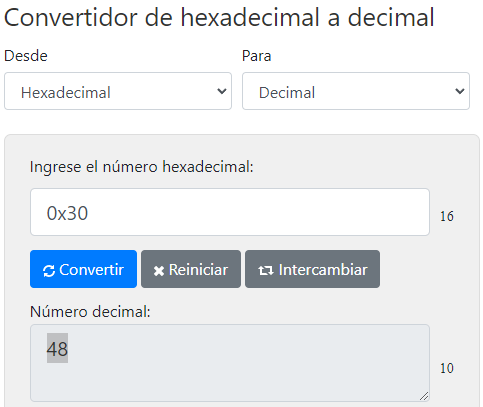 Convertidor de hexadecimal a decimal
Desde Para
Hexadecimal Decimal
Ingrese el número hexadecimal:
0x30 16
Convertir Reiniciar Intercambiar
Número decimal:
48
10